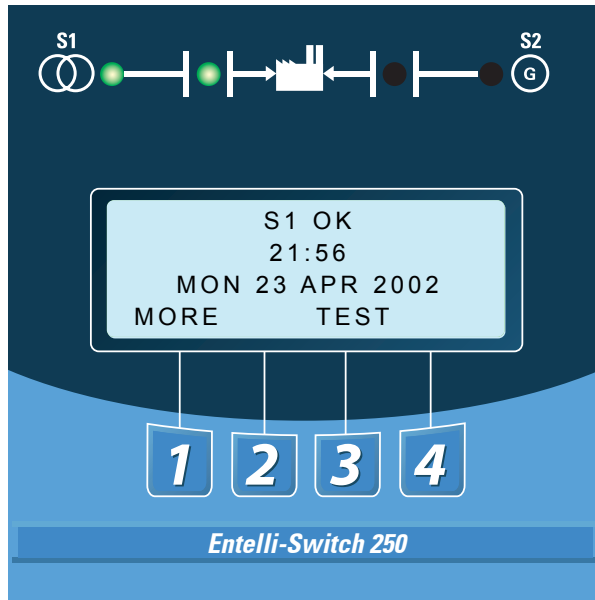 S1 S2
G
S1 OK
21:56
MON 23 APR 2002
MORE TEST
1 2 3 4
Entelli-Switch 250